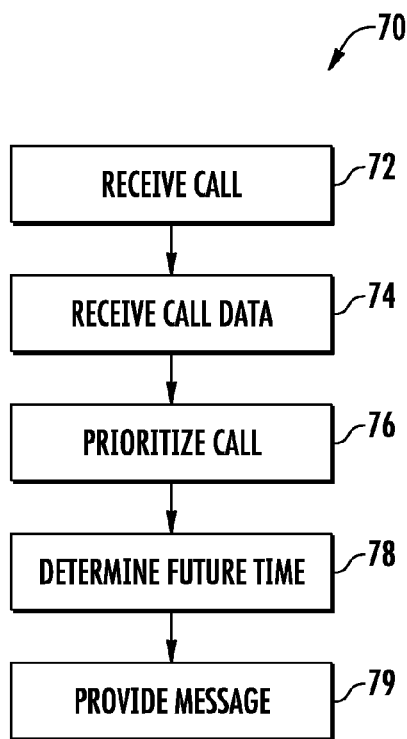 70
RECEIVE CALL
72
RECEIVE CALL DATA
74
PRIORITIZE CALL
76
DETERMINE FUTURE TIME
78
PROVIDE MESSAGE
79